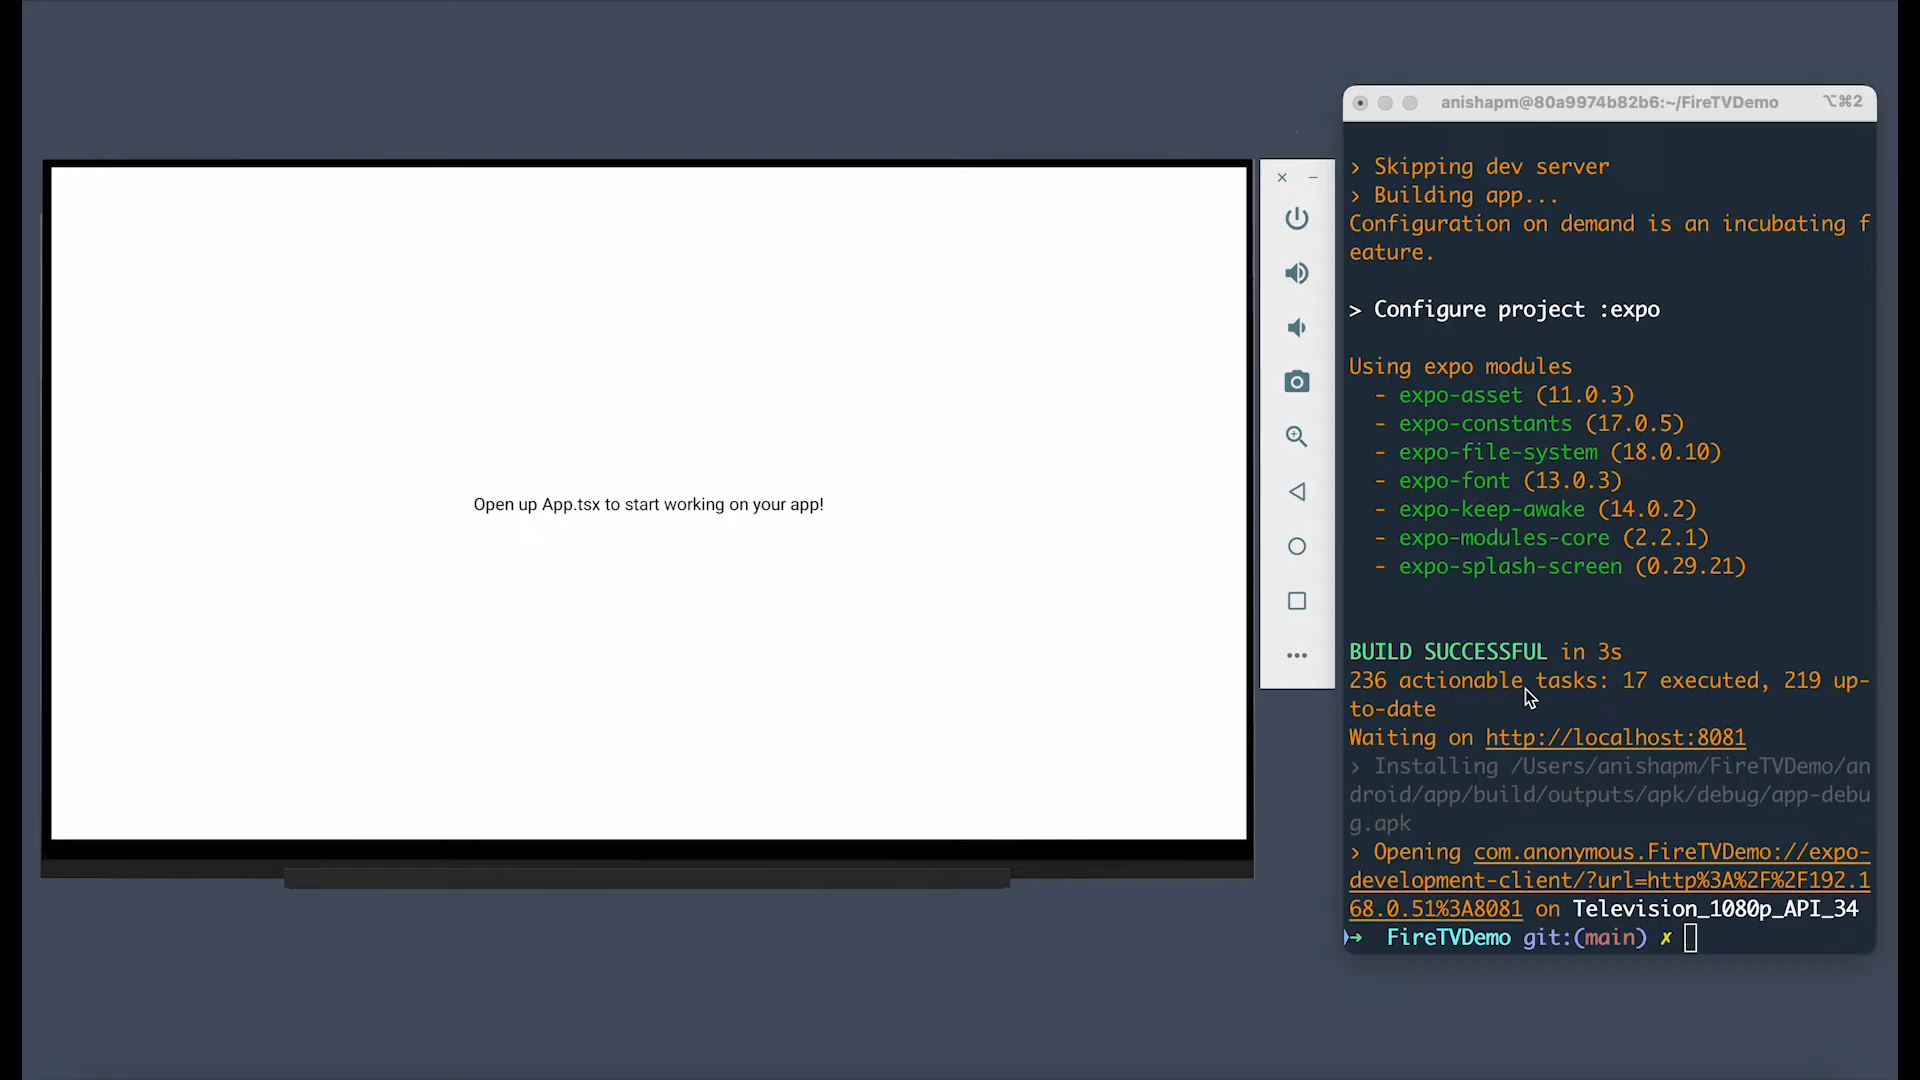 Open up App.tsx to start working on your app!
anishapm@80a9974b82b6:~/FireTVDemo ⌥⌘2
› Skipping dev server
› Building app...
Configuration on demand is an incubating f
eature.
> Configure project :expo
Using expo modules
- expo-asset (11.0.3)
- expo-constants (17.0.5)
- expo-file-system (18.0.10)
- expo-font (13.0.3)
- expo-keep-awake (14.0.2)
- expo-modules-core (2.2.1)
- expo-splash-screen (0.29.21)
BUILD SUCCESSFUL in 3s
236 actionable tasks: 17 executed, 219 up-
to-date
Waiting on http://localhost:8081
› Installing /Users/anishapm/FireTVDemo/an
droid/app/build/outputs/apk/debug/app-debu
g.apk
› Opening com.anonymous.FireTVDemo://expo-
development-client/?url=http%3A%2F%2F192.1
68.0.51%3A8081 on Television_1080p_API_34
→ FireTVDemo git:(main) ✗